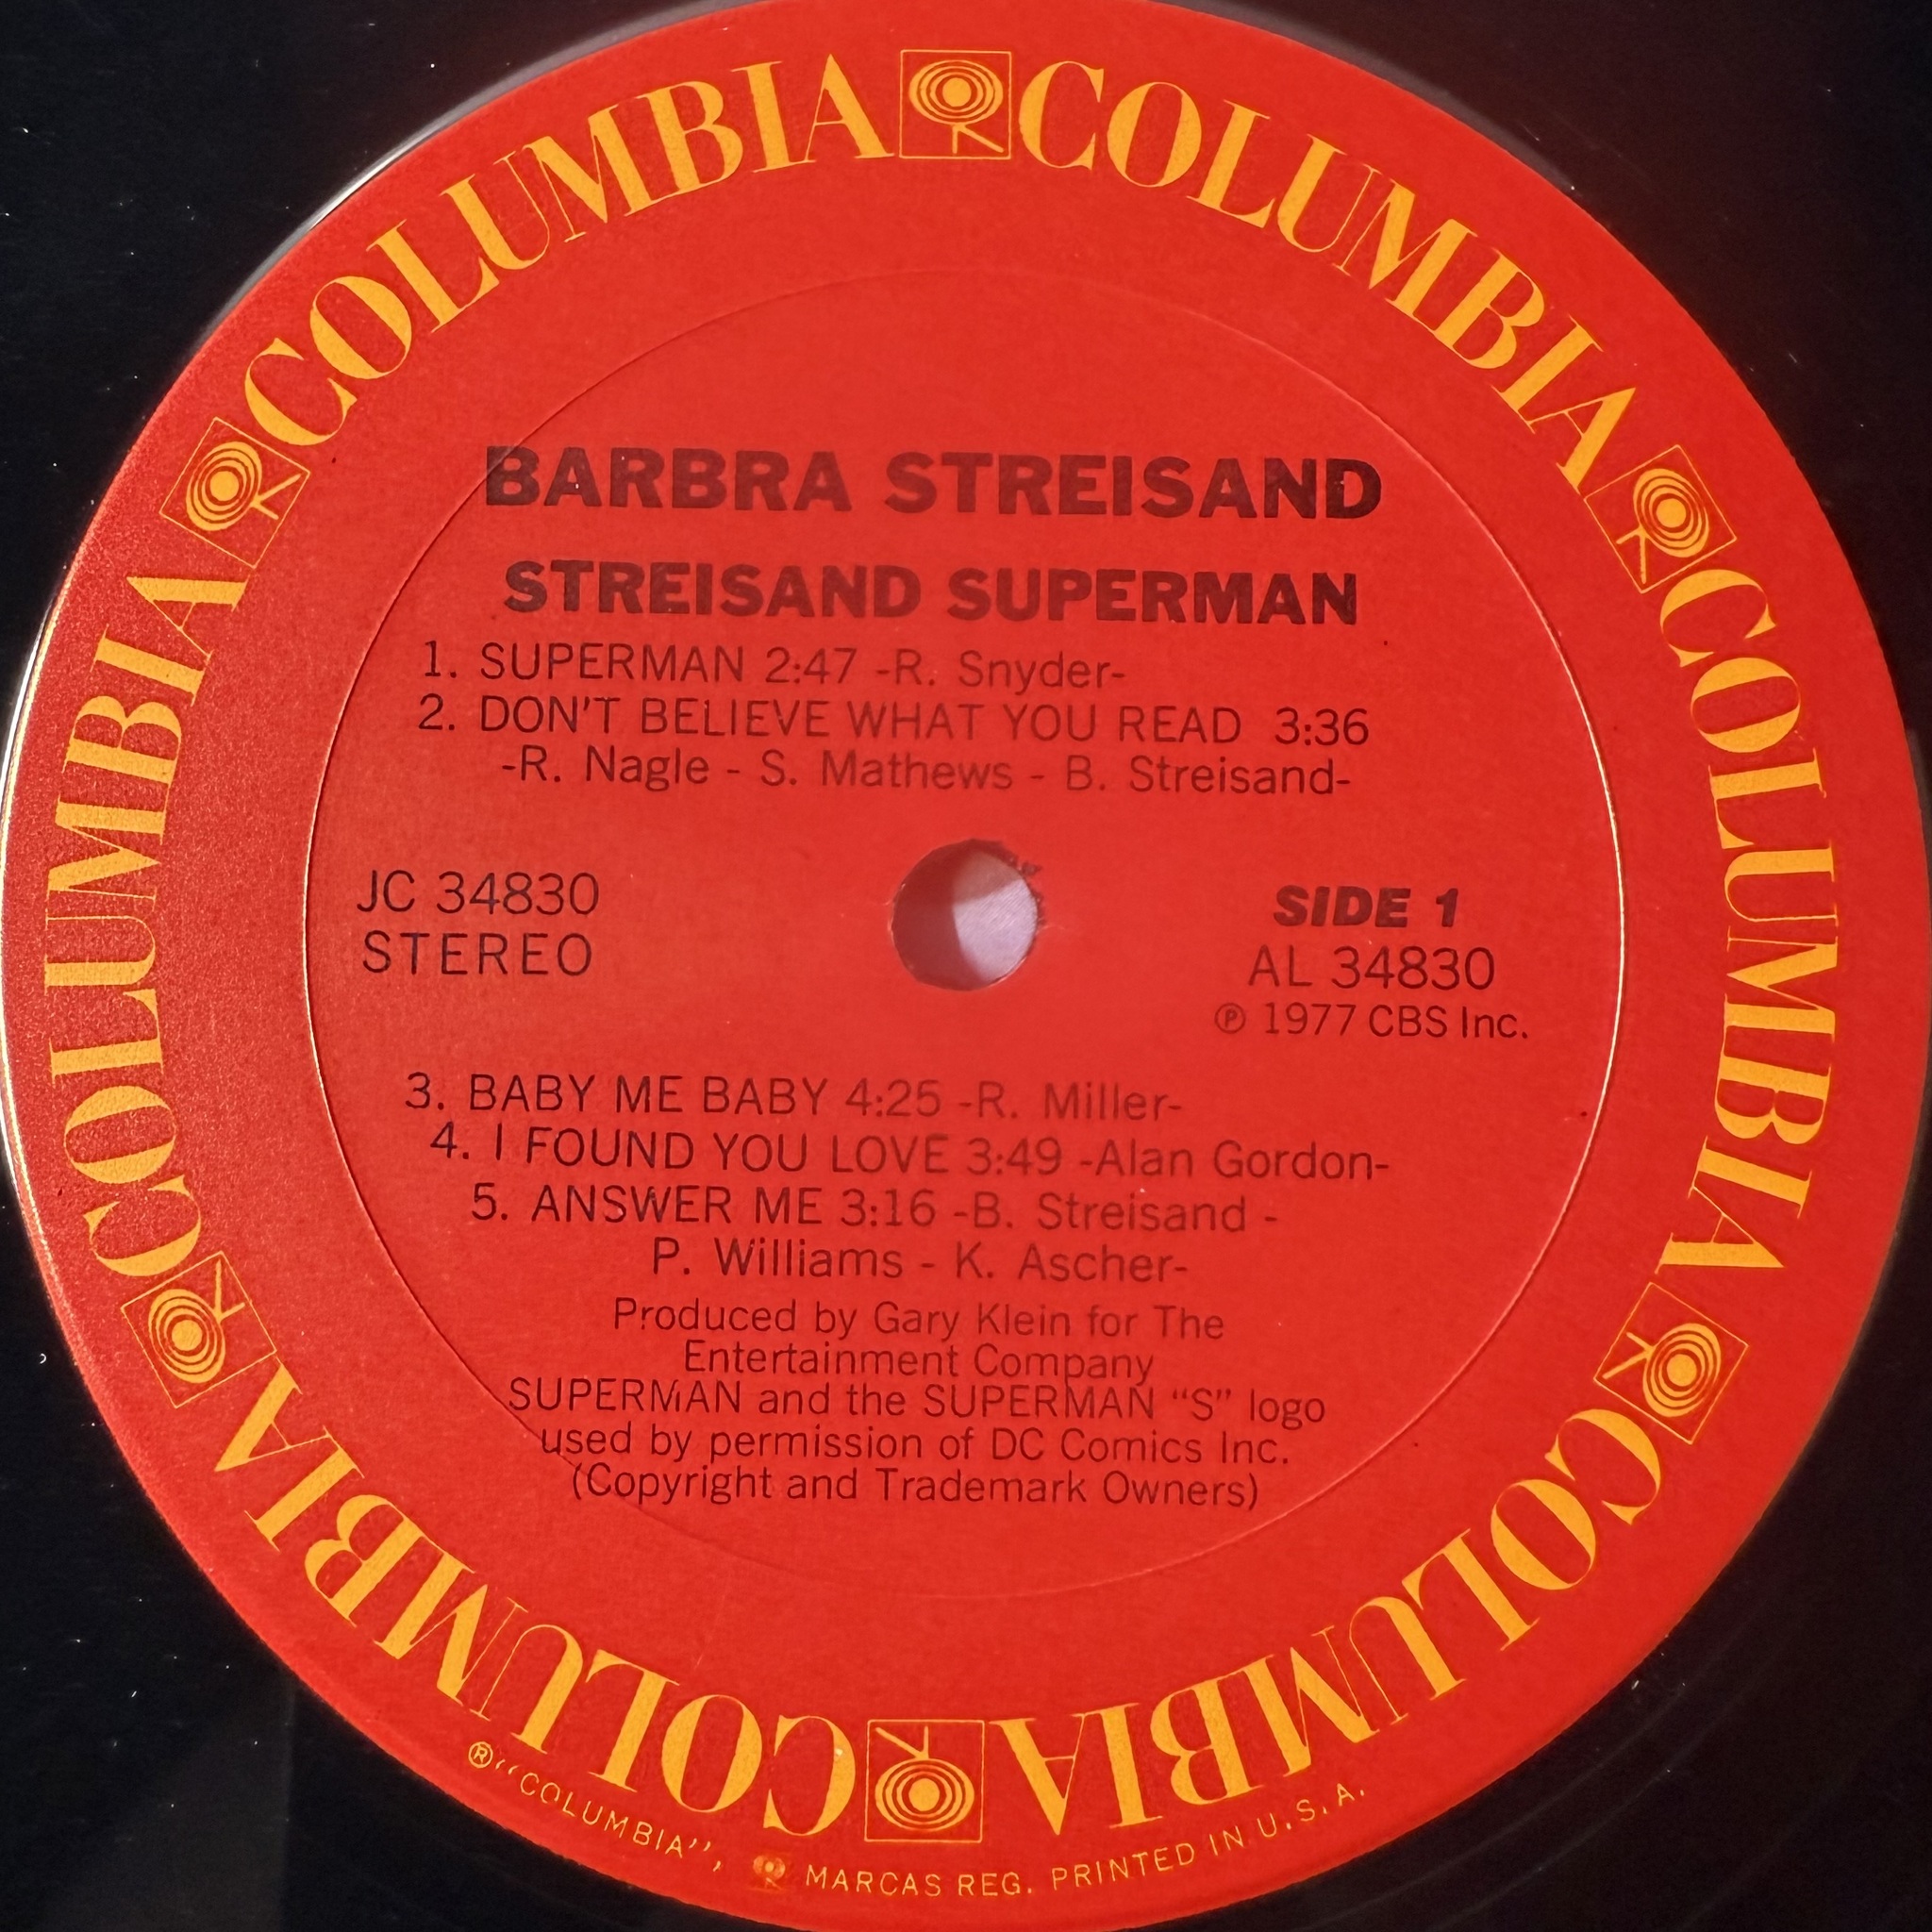 COLUMBIA COLUMBIA COLUMBIA COLUMBIA COLUMBIA COLUMBIA
BARBRA STREISAND
STREISAND SUPERMAN
1. SUPERMAN 2:47 -R. Snyder-
2. DON'T BELIEVE WHAT YOU READ 3:36
-R. Nagle - S. Mathews - B. Streisand-
JC 34830
STEREO
SIDE 1
AL 34830
℗ 1977 CBS Inc.
3. BABY ME BABY 4:25 -R. Miller-
4. I FOUND YOU LOVE 3:49 -Alan Gordon-
5. ANSWER ME 3:16 -B. Streisand -
P. Williams - K. Ascher-
Produced by Gary Klein for The
Entertainment Company
SUPERMAN and the SUPERMAN “S” logo
used by permission of DC Comics Inc.
(Copyright and Trademark Owners)
®“COLUMBIA”, MARCAS REG. PRINTED IN U.S.A.